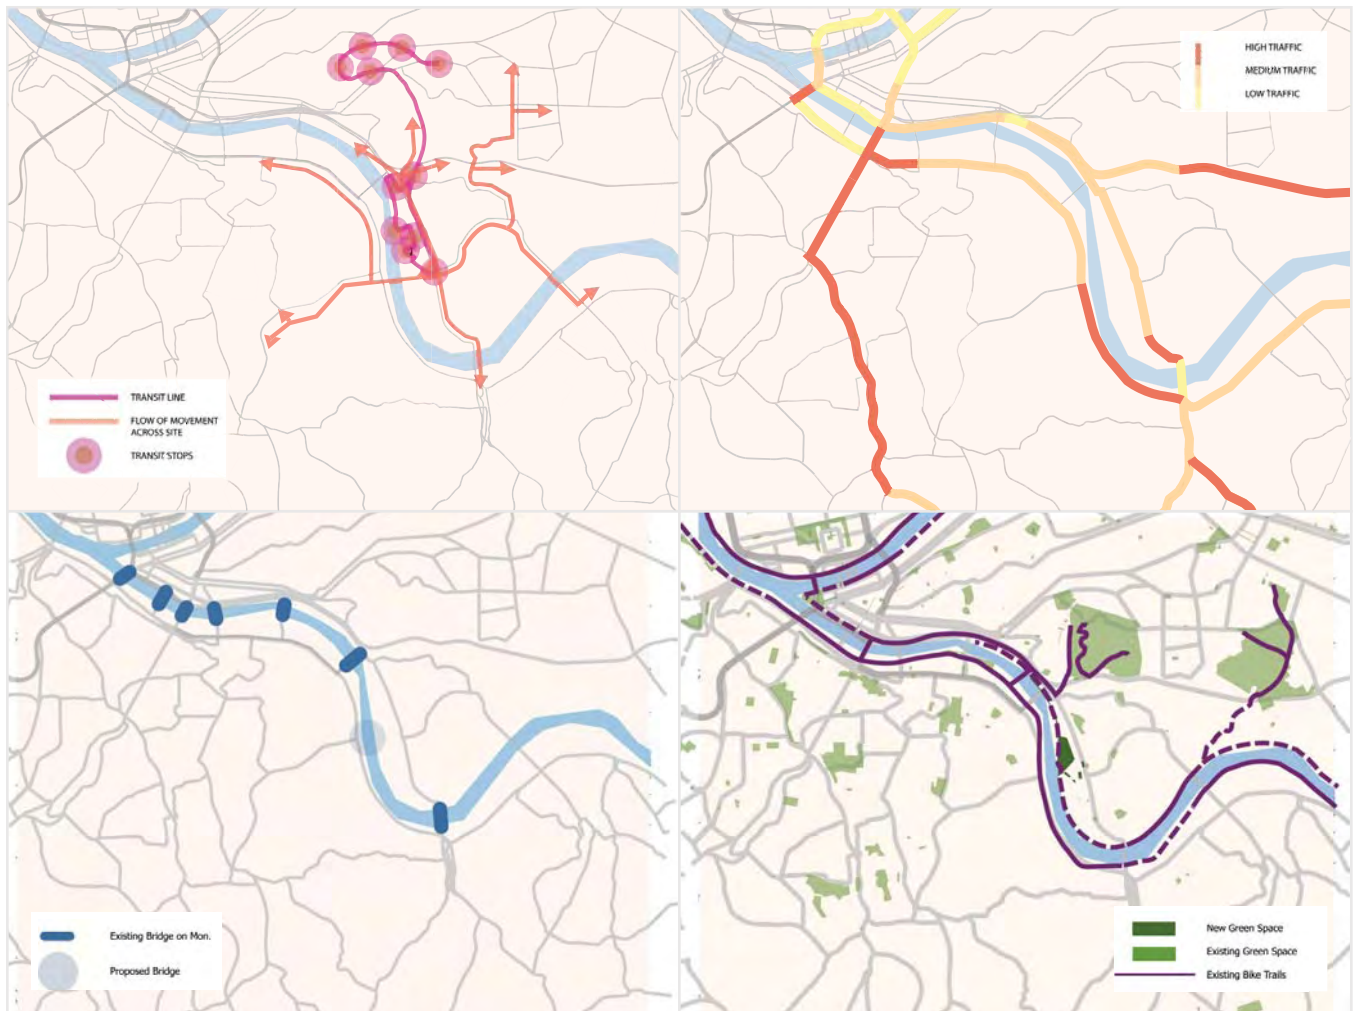 HIGH TRAFFIC
MEDIUM TRAFFIC
LOW TRAFFIC
TRANSIT LINE
FLOW OF MOVEMENT
ACROSS SITE
TRANSIT STOPS
Existing Bridge on Mon.
Proposed Bridge
New Green Space
Existing Green Space
Existing Bike Trails